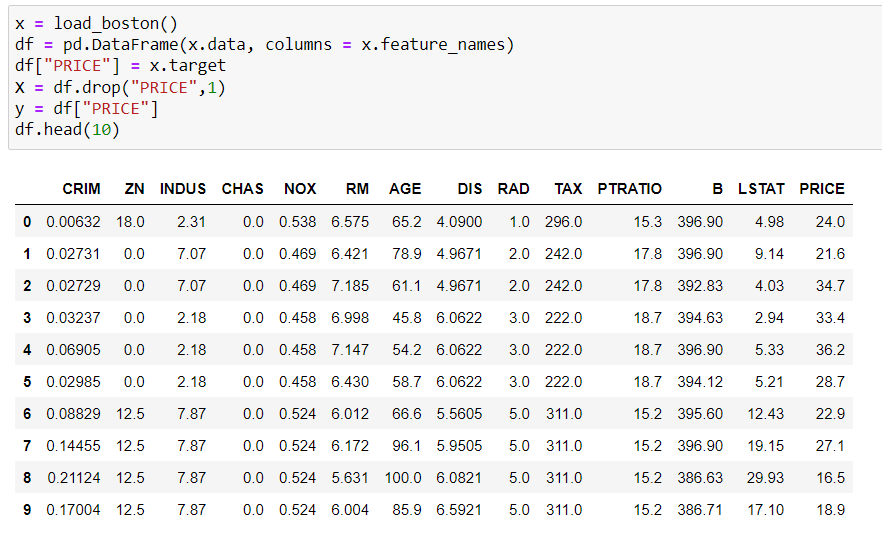 x = load_boston()
df = pd.DataFrame(x.data, columns = x.feature_names)
df["PRICE"] = x.target
X = df.drop("PRICE",1)
y = df["PRICE"]
df.head(10)
CRIM ZN INDUS CHAS NOX RM AGE DIS RAD TAX PTRATIO B LSTAT PRICE
0 0.00632 18.0 2.31 0.0 0.538 6.575 65.2 4.0900 1.0 296.0 15.3 396.90 4.98 24.0
1 0.02731 0.0 7.07 0.0 0.469 6.421 78.9 4.9671 2.0 242.0 17.8 396.90 9.14 21.6
2 0.02729 0.0 7.07 0.0 0.469 7.185 61.1 4.9671 2.0 242.0 17.8 392.83 4.03 34.7
3 0.03237 0.0 2.18 0.0 0.458 6.998 45.8 6.0622 3.0 222.0 18.7 394.63 2.94 33.4
4 0.06905 0.0 2.18 0.0 0.458 7.147 54.2 6.0622 3.0 222.0 18.7 396.90 5.33 36.2
5 0.02985 0.0 2.18 0.0 0.458 6.430 58.7 6.0622 3.0 222.0 18.7 394.12 5.21 28.7
6 0.08829 12.5 7.87 0.0 0.524 6.012 66.6 5.5605 5.0 311.0 15.2 395.60 12.43 22.9
7 0.14455 12.5 7.87 0.0 0.524 6.172 96.1 5.9505 5.0 311.0 15.2 396.90 19.15 27.1
8 0.21124 12.5 7.87 0.0 0.524 5.631 100.0 6.0821 5.0 311.0 15.2 386.63 29.93 16.5
9 0.17004 12.5 7.87 0.0 0.524 6.004 85.9 6.5921 5.0 311.0 15.2 386.71 17.10 18.9